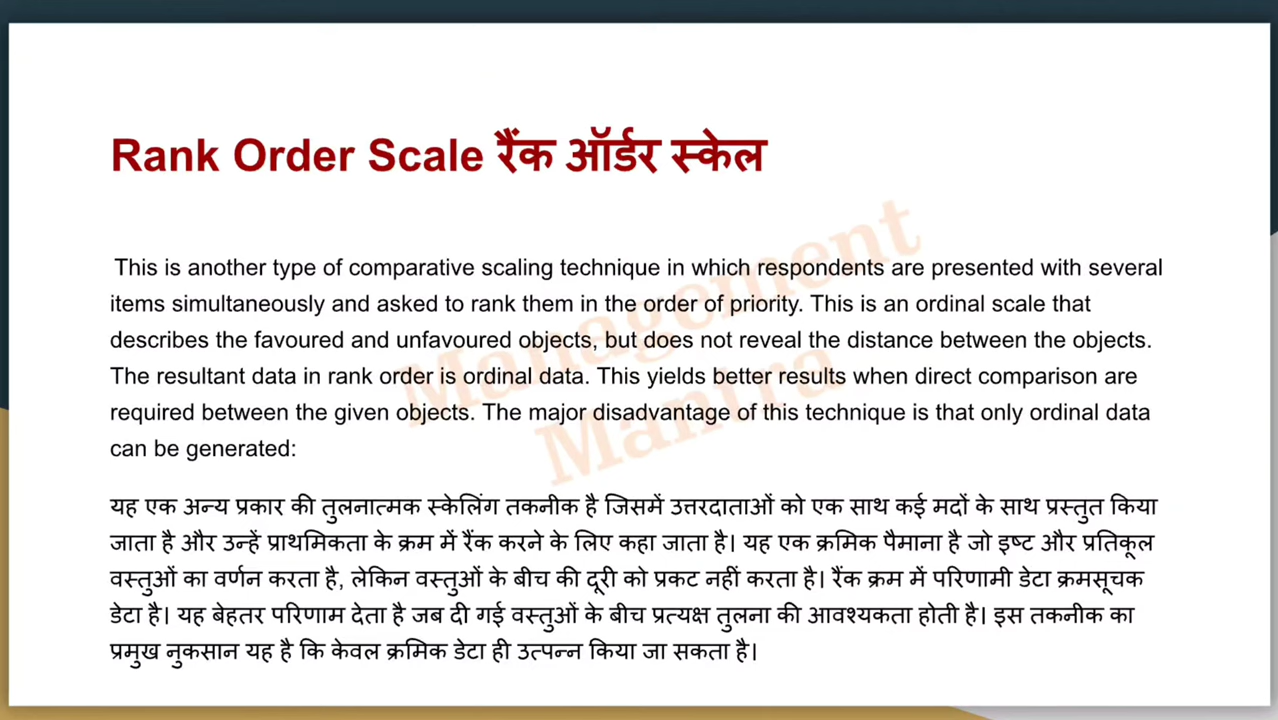 Rank Order Scale रैंक ऑर्डर स्केल
This is another type of comparative scaling technique in which respondents are presented with several
items simultaneously and asked to rank them in the order of priority. This is an ordinal scale that
describes the favoured and unfavoured objects, but does not reveal the distance between the objects.
The resultant data in rank order is ordinal data. This yields better results when direct comparison are
required between the given objects. The major disadvantage of this technique is that only ordinal data
can be generated:
यह एक अन्य प्रकार की तुलनात्मक स्केलिंग तकनीक है जिसमें उत्तरदाताओं को एक साथ कई मदों के साथ प्रस्तुत किया
जाता है और उन्हें प्राथमिकता के क्रम में रैंक करने के लिए कहा जाता है। यह एक क्रमिक पैमाना है जो इष्ट और प्रतिकूल
वस्तुओं का वर्णन करता है, लेकिन वस्तुओं के बीच की दूरी को प्रकट नहीं करता है। रैंक क्रम में परिणामी डेटा क्रमसूचक
डेटा है। यह बेहतर परिणाम देता है जब दी गई वस्तुओं के बीच प्रत्यक्ष तुलना की आवश्यकता होती है। इस तकनीक का
प्रमुख नुकसान यह है कि केवल क्रमिक डेटा ही उत्पन्न किया जा सकता है।
Management
Mantra